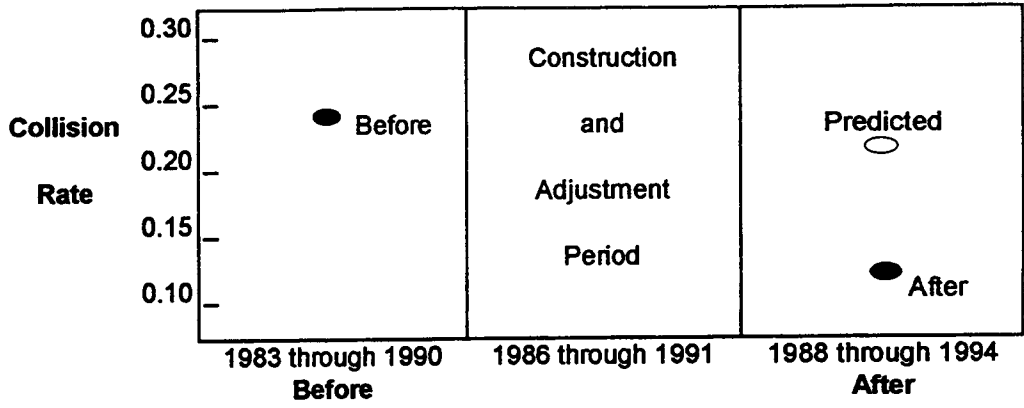 0.30
0.25
0.20
0.15
0.10
Collision
Rate
Before
Construction
and
Adjustment
Period
Predicted
After
1983 through 1990
Before
1986 through 1991
1988 through 1994
After